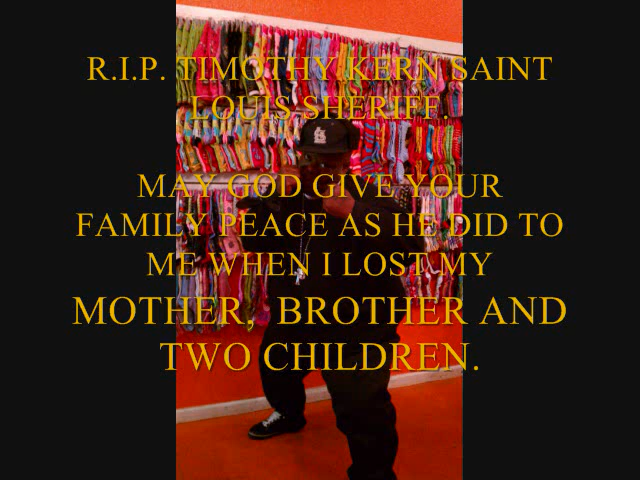 R.I.P. TIMOTHY KERN SAINT
LOUIS SHERIFF.
MAY GOD GIVE YOUR
FAMILY PEACE AS HE DID TO
ME WHEN I LOST MY
MOTHER, BROTHER AND
TWO CHILDREN.